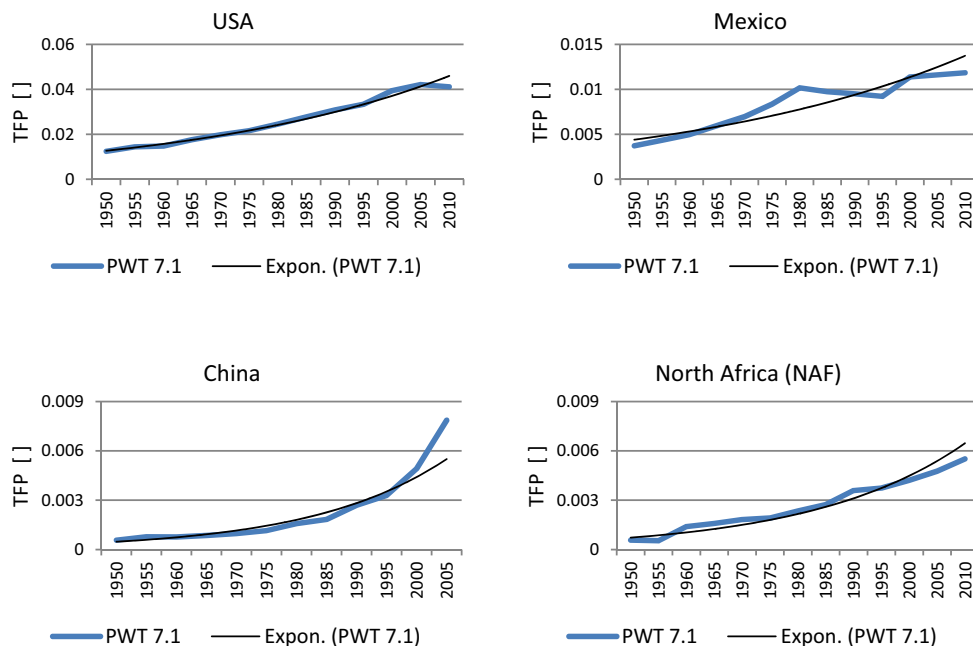 USA
0.06
0.04
0.02
0
TFP [ ]
1950 1955 1960 1965 1970 1975 1980 1985 1990 1995 2000 2005 2010
PWT 7.1 Expon. (PWT 7.1)
Mexico
0.015
0.01
0.005
0
TFP [ ]
1950 1955 1960 1965 1970 1975 1980 1985 1990 1995 2000 2005 2010
PWT 7.1 Expon. (PWT 7.1)
China
0.009
0.006
0.003
0
TFP [ ]
1950 1955 1960 1965 1970 1975 1980 1985 1990 1995 2000 2005
PWT 7.1 Expon. (PWT 7.1)
North Africa (NAF)
0.009
0.006
0.003
0
TFP [ ]
1950 1955 1960 1965 1970 1975 1980 1985 1990 1995 2000 2005 2010
PWT 7.1 Expon. (PWT 7.1)